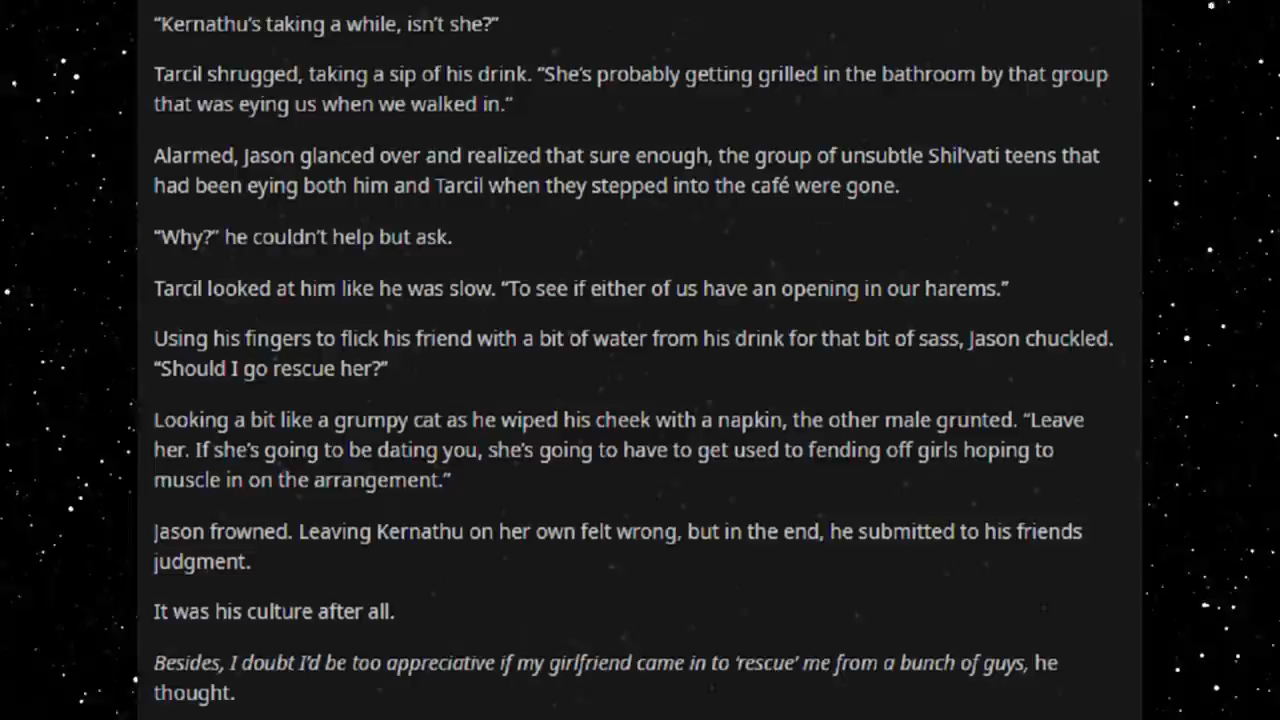 “Kernathu’s taking a while, isn’t she?”
Tarcil shrugged, taking a sip of his drink. “She’s probably getting grilled in the bathroom by that group
that was eying us when we walked in.”
Alarmed, Jason glanced over and realized that sure enough, the group of unsubtle Shil’vati teens that
had been eying both him and Tarcil when they stepped into the café were gone.
“Why?” he couldn’t help but ask.
Tarcil looked at him like he was slow. “To see if either of us have an opening in our harems.”
Using his fingers to flick his friend with a bit of water from his drink for that bit of sass, Jason chuckled.
“Should I go rescue her?”
Looking a bit like a grumpy cat as he wiped his cheek with a napkin, the other male grunted. “Leave
her. If she’s going to be dating you, she’s going to have to get used to fending off girls hoping to
muscle in on the arrangement.”
Jason frowned. Leaving Kernathu on her own felt wrong, but in the end, he submitted to his friends
judgment.
It was his culture after all.
Besides, I doubt I’d be too appreciative if my girlfriend came in to ‘rescue’ me from a bunch of guys, he
thought.